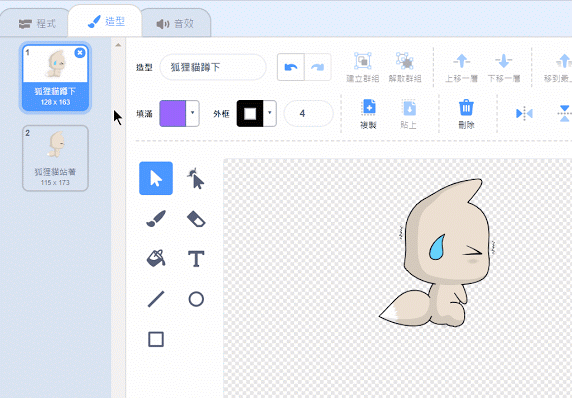 程式
造型
音效
1
狐狸貓蹲下
128 x 163
2
狐狸貓站着
115 x 173
造型
狐狸貓蹲下
建立群組
解散群組
上移一層
下移一層
移到最上
填滿
外框
4
複製
貼上
刪除
T